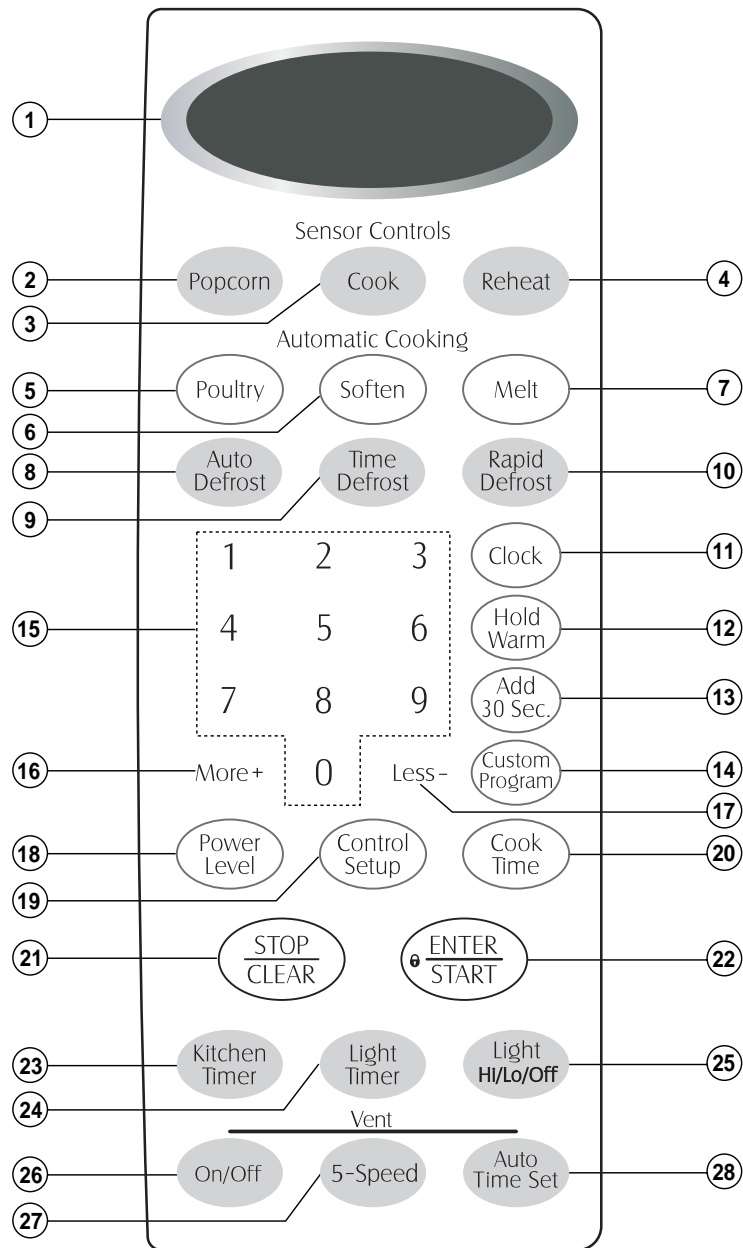 1
Sensor Controls
2 Popcorn Cook Reheat 4
3
Automatic Cooking
5 Poultry Soften Melt 7
6
8 Auto Defrost Time Defrost Rapid Defrost 10
9
1 2 3 Clock 11
15 4 5 6 Hold Warm 12
7 8 9 Add 30 Sec. 13
16 More+ 0 Less- Custom Program 14
17
18 Power Level Control Setup Cook Time 20
19
21 STOP CLEAR ENTER START 22
23 Kitchen Timer Light Timer Light Hi/Lo/Off 25
24
Vent
26 On/Off 5-Speed Auto Time Set 28
27